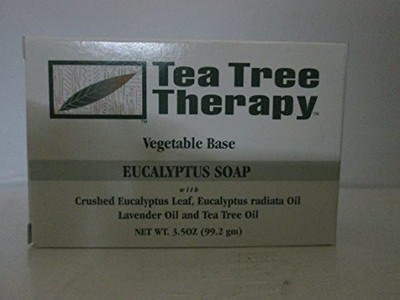 Tea Tree
Therapy™
Vegetable Base
EUCALYPTUS SOAP
with
Crushed Eucalyptus Leaf, Eucalyptus radiata Oil
Lavender Oil and Tea Tree Oil
NET WT. 3.5OZ (99.2 gm)